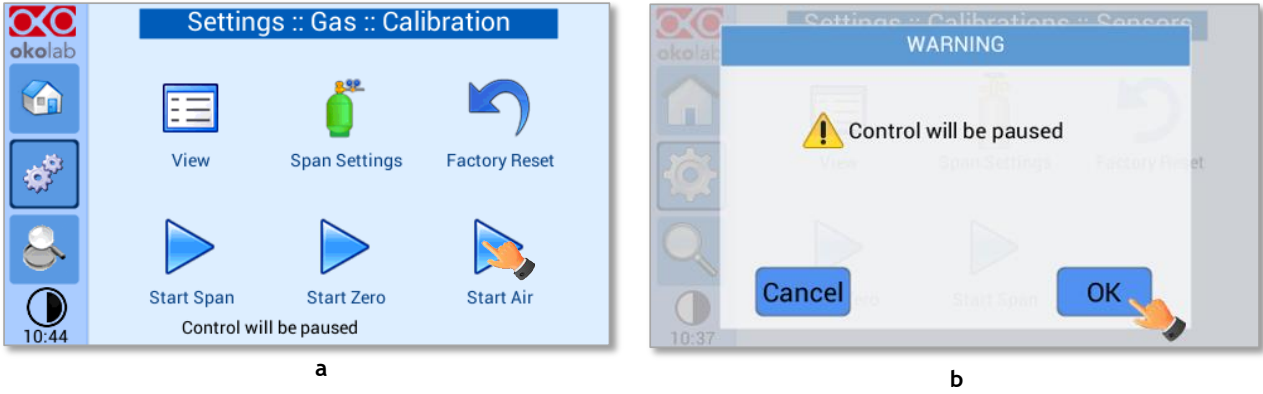 Settings :: Gas :: Calibration
okolab
View
Span Settings
Factory Reset
Start Span
Start Zero
Start Air
Control will be paused
10:44
a
Settings :: Calibrations :: Sensors
okolab
WARNING
Control will be paused
View
Span Settings
Factory Reset
Start Span
Cancel
OK
10:37
b